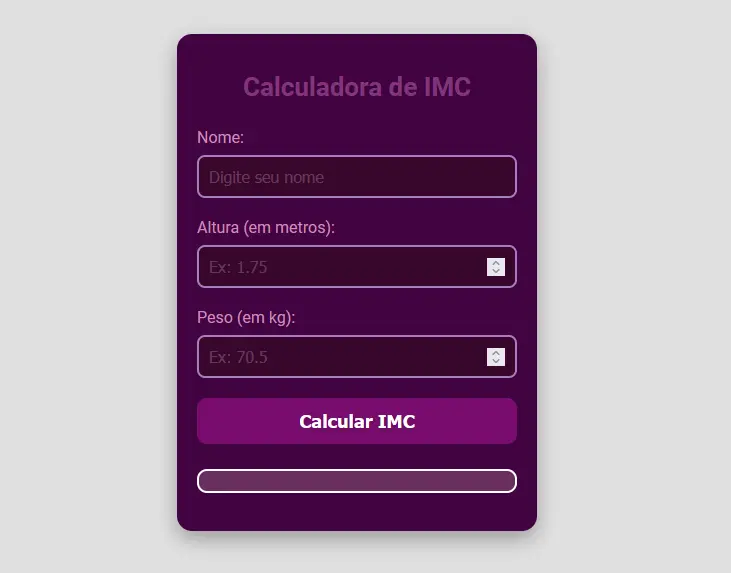 Calculadora de IMC
Nome:
Digite seu nome
Altura (em metros):
Ex: 1.75
Peso (em kg):
Ex: 70.5
Calcular IMC